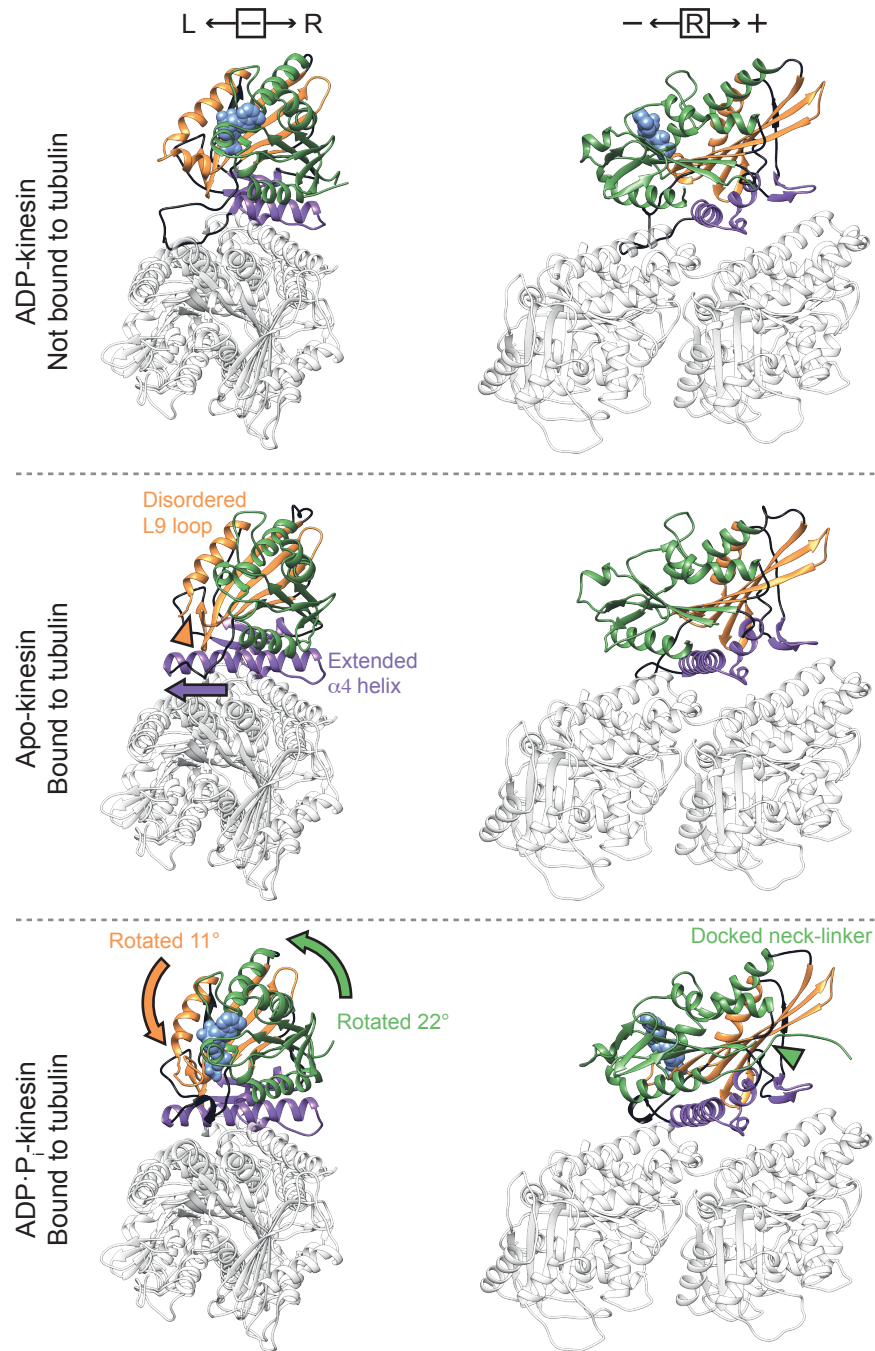 L ← − → R
− ← R → +
ADP-kinesin
Not bound to tubulin
Disordered
L9 loop
Extended
α4 helix
Apo-kinesin
Bound to tubulin
Rotated 11°
Rotated 22°
Docked neck-linker
ADP·Pi-kinesin
Bound to tubulin